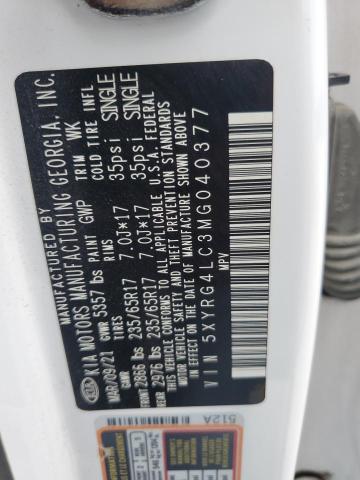 MANUFACTURED BY
KIA MOTORS MANUFACTURING GEORGIA, INC.
MAR/09/21 GVWR 5357 lbs PAINT GWP TRIM WK
GAWR TIRES RIMS COLD TIRE INFL
FRONT 2866 lbs 235/65R17 7.0J*17 35psi SINGLE
REAR 2976 lbs 235/65R17 7.0J*17 35psi SINGLE
THIS VEHICLE CONFORMS TO ALL APPLICABLE U.S.A. FEDERAL
MOTOR VEHICLE SAFETY AND THEFT PREVENTION STANDARDS
IN EFFECT ON THE DATE OF MANUFACTURE SHOWN ABOVE
VIN 5XYRG4LC3MG040377
MPV
KIA
512A